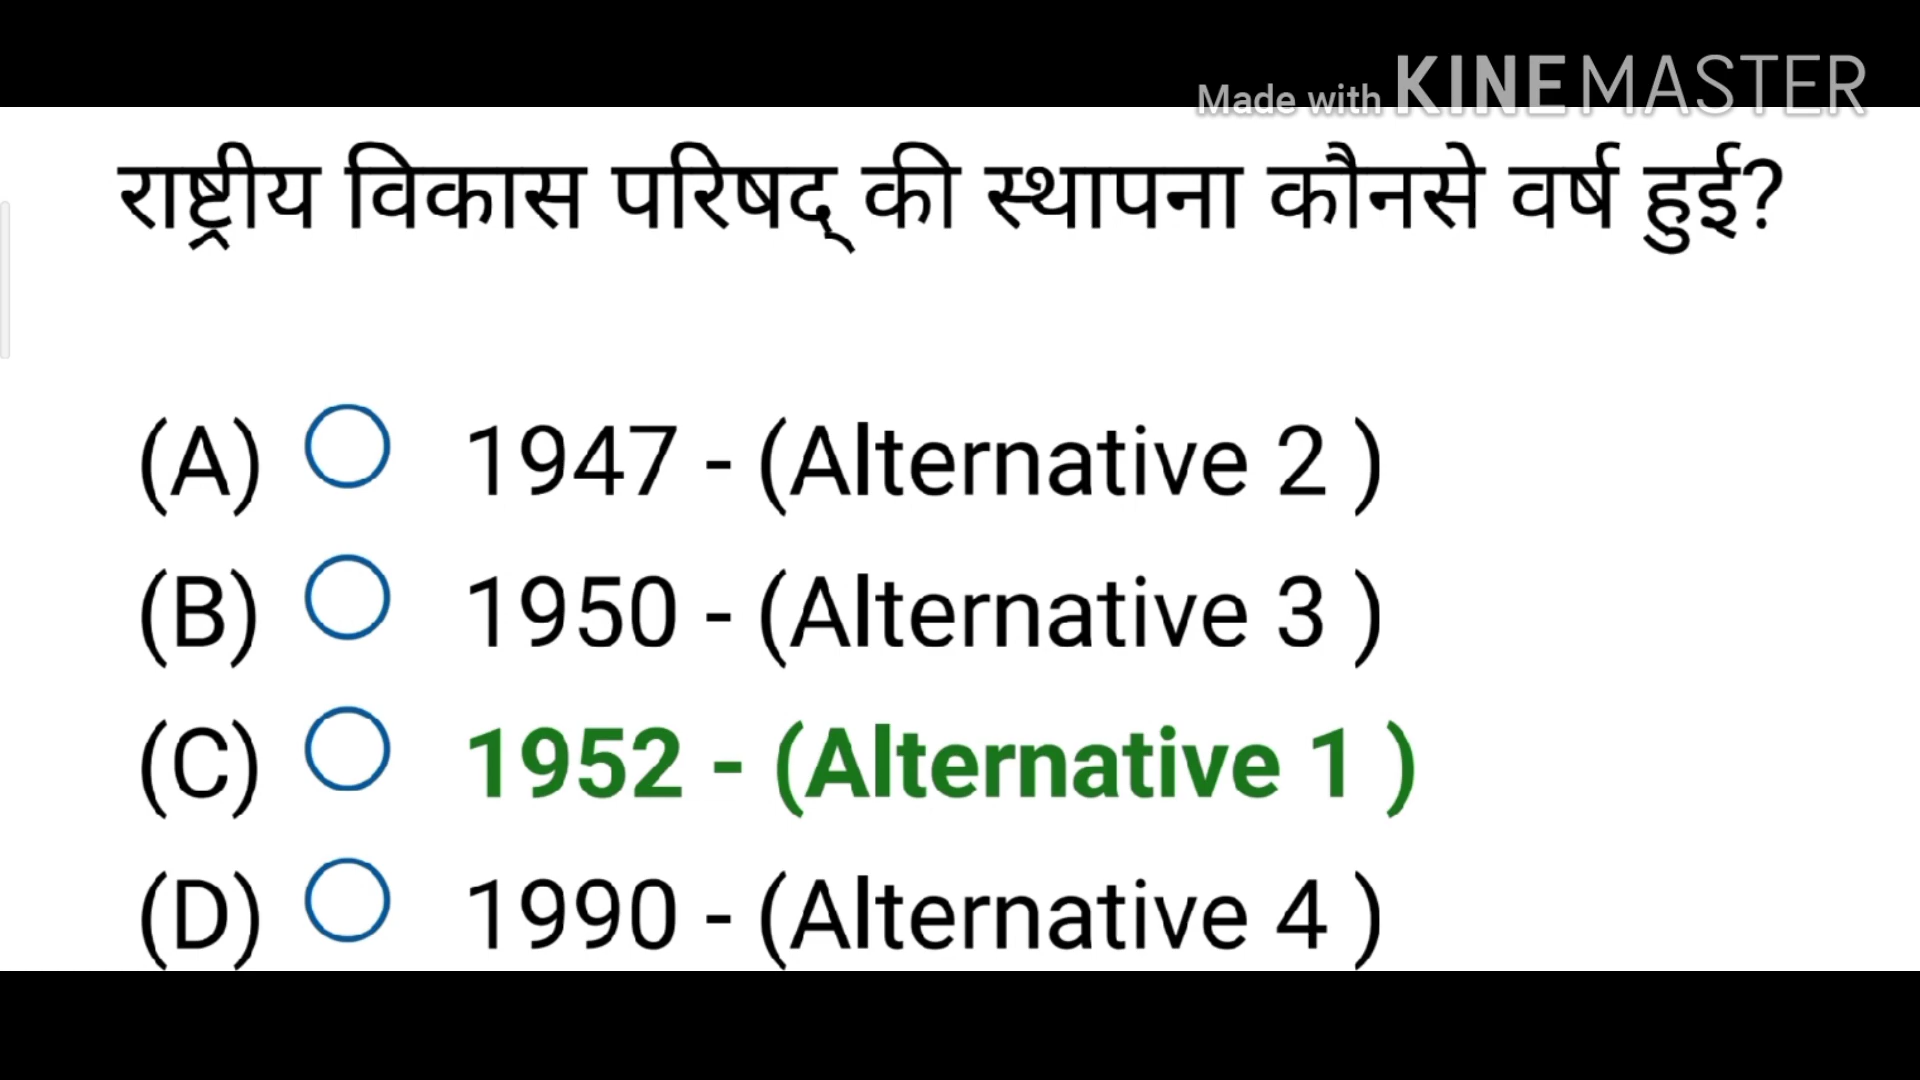 Made with KINEMASTER
राष्ट्रीय विकास परिषद् की स्थापना कौनसे वर्ष हुई?
(A) 1947 - (Alternative 2 )
(B) 1950 - (Alternative 3 )
(C) 1952 - (Alternative 1 )
(D) 1990 - (Alternative 4 )